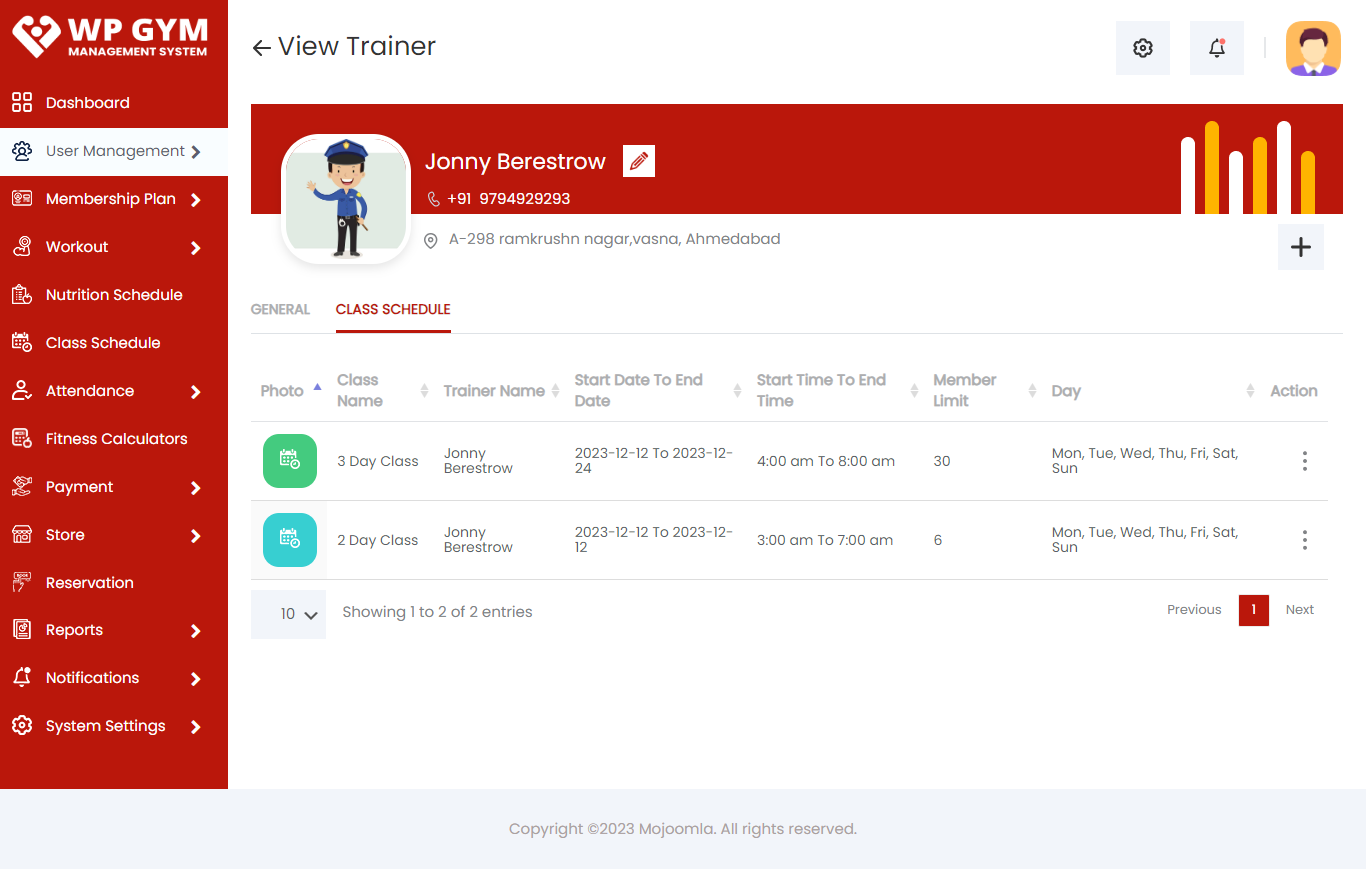 WP GYM
MANAGEMENT SYSTEM
Dashboard
User Management
Membership Plan
Workout
Nutrition Schedule
Class Schedule
Attendance
Fitness Calculators
Payment
Store
Reservation
Reports
Notifications
System Settings
View Trainer
Jonny Berestrow
+91 9794929293
A-298 ramkrushn nagar,vasna, Ahmedabad
GENERAL CLASS SCHEDULE
Photo Class Name Trainer Name Start Date To End Date Start Time To End Time Member Limit Day Action
3 Day Class Jonny Berestrow 2023-12-12 To 2023-12-24 4:00 am To 8:00 am 30 Mon, Tue, Wed, Thu, Fri, Sat, Sun
2 Day Class Jonny Berestrow 2023-12-12 To 2023-12-12 3:00 am To 7:00 am 6 Mon, Tue, Wed, Thu, Fri, Sat, Sun
10 Showing 1 to 2 of 2 entries Previous 1 Next
Copyright ©2023 Mojoomla. All rights reserved.